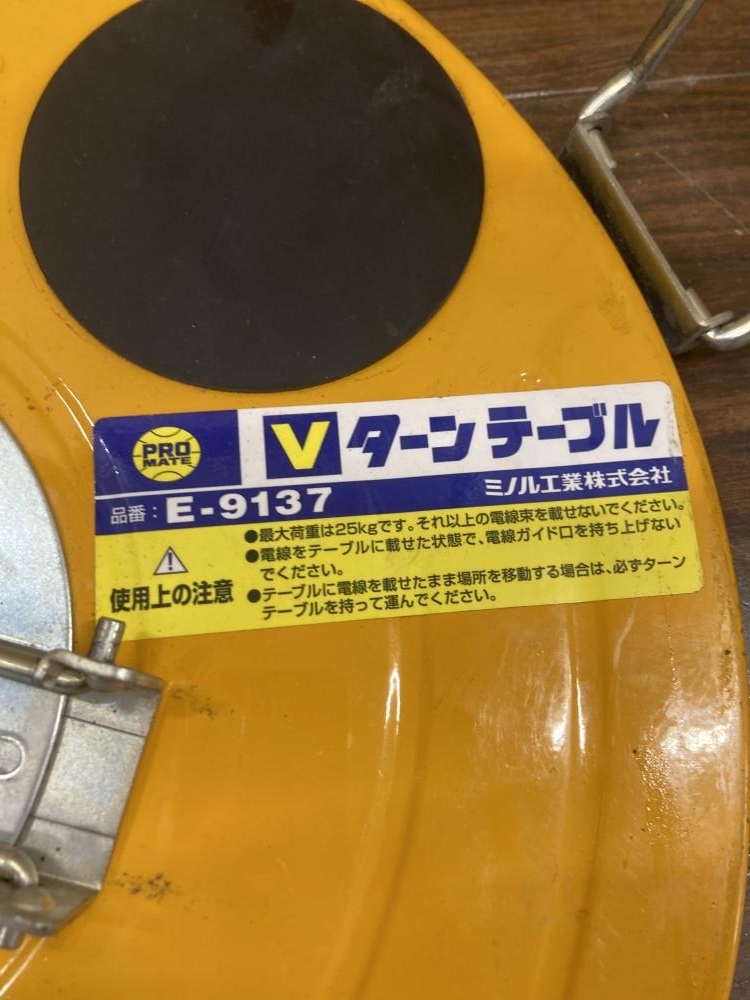 PRO
MATE
V ターンテーブル
品番：E-9137
ミノル工業株式会社
使用上の注意
●最大荷重は25kgです。それ以上の電線束を載せないでください。
●電線をテーブルに載せた状態で、電線ガイド口を持ち上げない
でください。
●テーブルに電線を載せたまま場所を移動する場合は、必ずターン
テーブルを持って運んでください。